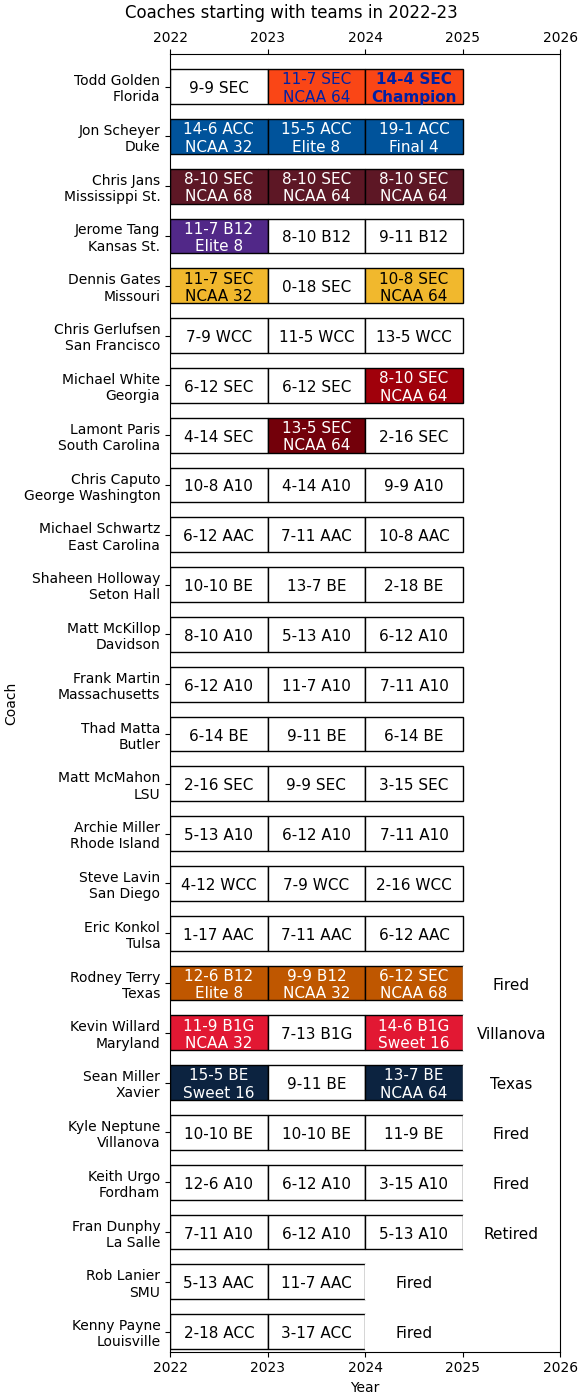 Coaches starting with teams in 2022-23
2022 2023 2024 2025 2026
Todd Golden
Florida
9-9 SEC
11-7 SEC
NCAA 64
14-4 SEC
Champion
Jon Scheyer
Duke
14-6 ACC
NCAA 32
15-5 ACC
Elite 8
19-1 ACC
Final 4
Chris Jans
Mississippi St.
8-10 SEC
NCAA 68
8-10 SEC
NCAA 64
8-10 SEC
NCAA 64
Jerome Tang
Kansas St.
11-7 B12
Elite 8
8-10 B12
9-11 B12
Dennis Gates
Missouri
11-7 SEC
NCAA 32
0-18 SEC
10-8 SEC
NCAA 64
Chris Gerlufsen
San Francisco
7-9 WCC
11-5 WCC
13-5 WCC
Michael White
Georgia
6-12 SEC
6-12 SEC
8-10 SEC
NCAA 64
Lamont Paris
South Carolina
4-14 SEC
13-5 SEC
NCAA 64
2-16 SEC
Chris Caputo
George Washington
10-8 A10
4-14 A10
9-9 A10
Michael Schwartz
East Carolina
6-12 AAC
7-11 AAC
10-8 AAC
Shaheen Holloway
Seton Hall
10-10 BE
13-7 BE
2-18 BE
Matt McKillop
Davidson
8-10 A10
5-13 A10
6-12 A10
Frank Martin
Massachusetts
6-12 A10
11-7 A10
7-11 A10
Thad Matta
Butler
6-14 BE
9-11 BE
6-14 BE
Matt McMahon
LSU
2-16 SEC
9-9 SEC
3-15 SEC
Archie Miller
Rhode Island
5-13 A10
6-12 A10
7-11 A10
Steve Lavin
San Diego
4-12 WCC
7-9 WCC
2-16 WCC
Eric Konkol
Tulsa
1-17 AAC
7-11 AAC
6-12 AAC
Rodney Terry
Texas
12-6 B12
Elite 8
9-9 B12
NCAA 32
6-12 SEC
NCAA 68
Fired
Kevin Willard
Maryland
11-9 B1G
NCAA 32
7-13 B1G
14-6 B1G
Sweet 16
Villanova
Sean Miller
Xavier
15-5 BE
Sweet 16
9-11 BE
13-7 BE
NCAA 64
Texas
Kyle Neptune
Villanova
10-10 BE
10-10 BE
11-9 BE
Fired
Keith Urgo
Fordham
12-6 A10
6-12 A10
3-15 A10
Fired
Fran Dunphy
La Salle
7-11 A10
6-12 A10
5-13 A10
Retired
Rob Lanier
SMU
5-13 AAC
11-7 AAC
Fired
Kenny Payne
Louisville
2-18 ACC
3-17 ACC
Fired
2022 2023 2024 2025 2026
Year
Coach